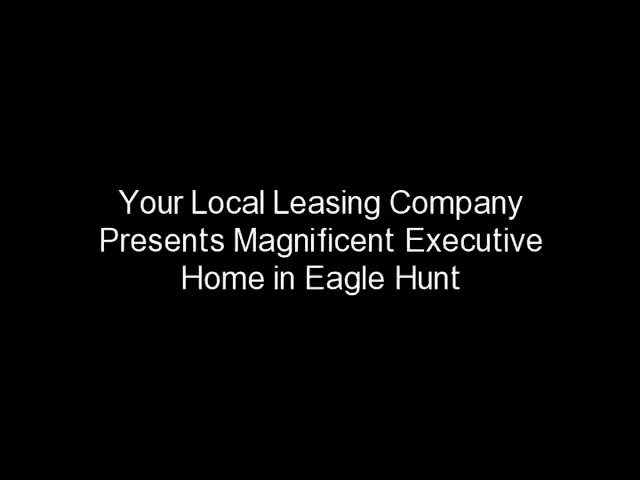 Your Local Leasing Company
Presents Magnificent Executive
Home in Eagle Hunt